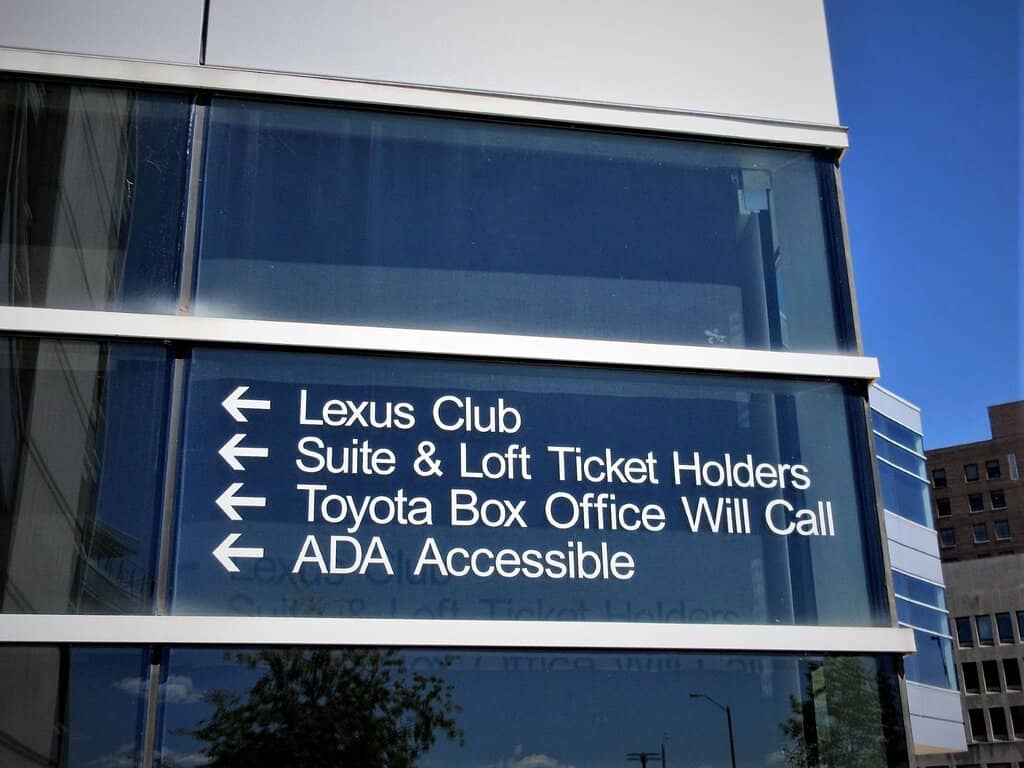 ← Lexus Club
← Suite & Loft Ticket Holders
← Toyota Box Office Will Call
← ADA Accessible